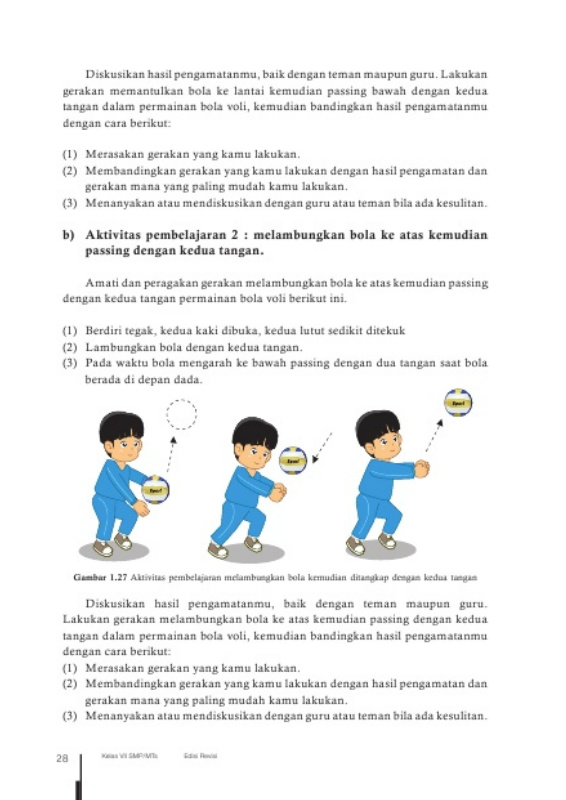 Diskusikan hasil pengamatanmu, baik dengan teman maupun guru. Lakukan
gerakan memantulkan bola ke lantai kemudian passing bawah dengan kedua
tangan dalam permainan bola voli, kemudian bandingkan hasil pengamatanmu
dengan cara berikut:
(1) Merasakan gerakan yang kamu lakukan.
(2) Membandingkan gerakan yang kamu lakukan dengan hasil pengamatan dan
gerakan mana yang paling mudah kamu lakukan.
(3) Menanyakan atau mendiskusikan dengan guru atau teman bila ada kesulitan.
b) Aktivitas pembelajaran 2 : melambungkan bola ke atas kemudian
passing dengan kedua tangan.
Amati dan peragakan gerakan melambungkan bola ke atas kemudian passing
dengan kedua tangan permainan bola voli berikut ini.
(1) Berdiri tegak, kedua kaki dibuka, kedua lutut sedikit ditekuk
(2) Lambungkan bola dengan kedua tangan.
(3) Pada waktu bola mengarah ke bawah passing dengan dua tangan saat bola
berada di depan dada.
Gambar 1.27 Aktivitas pembelajaran melambungkan bola kemudian ditangkap dengan kedua tangan
Diskusikan hasil pengamatanmu, baik dengan teman maupun guru.
Lakukan gerakan melambungkan bola ke atas kemudian passing dengan kedua
tangan dalam permainan bola voli, kemudian bandingkan hasil pengamatanmu
dengan cara berikut:
(1) Merasakan gerakan yang kamu lakukan.
(2) Membandingkan gerakan yang kamu lakukan dengan hasil pengamatan dan
gerakan mana yang paling mudah kamu lakukan.
(3) Menanyakan atau mendiskusikan dengan guru atau teman bila ada kesulitan.
28 Kelas VII SMP/MTs Edisi Revisi